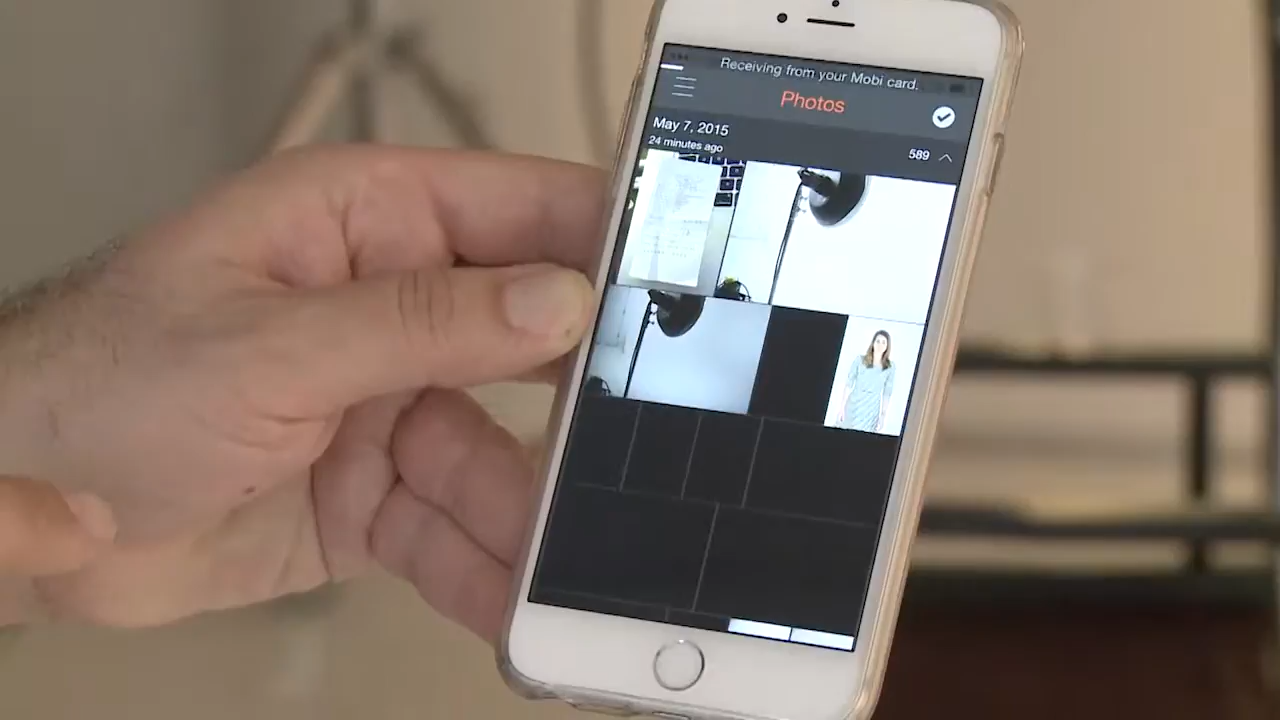 Receiving from your Mobi card.
Photos
May 7, 2015
24 minutes ago
589